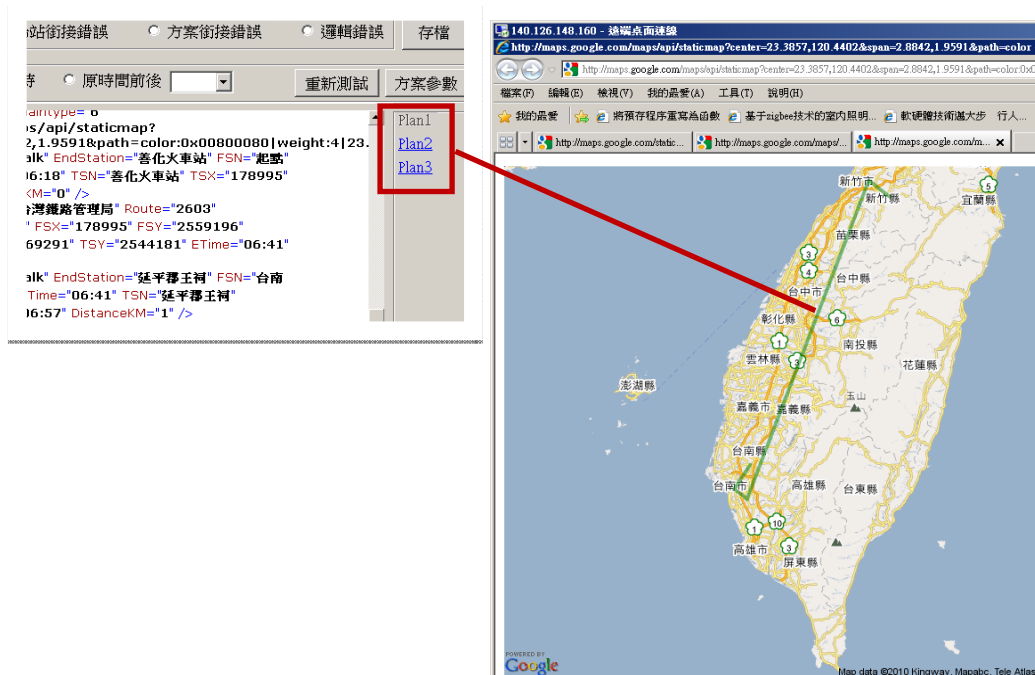 站銜接錯誤 方案銜接錯誤 邏輯錯誤 存檔
時 原時間前後 重新測試 方案參數
Plan1
Plan2
Plan3
s/api/staticmap?
2,1.9591&path=color:0x00800080|weight:4|23.
alk" EndStation="善化火車站" FSN="起點"
06:18" TSN="善化火車站" TSX="178995"
KM="0" />
台灣鐵路管理局" Route="2603"
" FSX="178995" FSY="2559196"
69291" TSY="2544181" ETime="06:41"
alk" EndStation="延平郡王祠" FSN="台南
Time="06:41" TSN="延平郡王祠"
06:57" DistanceKM="1" />
140.126.148.160 - 遠端桌面連線
http://maps.google.com/maps/api/staticmap?center=23.3857,120.4402&span=2.8842,1.9591&path=color
http://maps.google.com/maps/api/staticmap?center=23.3857,120.4402&span=2.8842,1.9591&path=color:0x0
檔案(F) 編輯(E) 檢視(V) 我的最愛(A) 工具(T) 說明(H)
我的最愛 將預存程序重寫為函數 基于zigbee技术的室内照明... 軟硬體技術邁大步 行人...
http://maps.google.com/static... http://maps.google.com/maps/... http://maps.google.com/m...
新竹市
新竹縣
5
宜蘭縣
苗栗縣
3
4
台中縣
台中市
彰化縣
6
1
南投縣
雲林縣
3
花蓮縣
澎湖縣
玉山
嘉義市
嘉義縣
台南縣
台南市
高雄縣
台東縣
1
10
高雄市
3
屏東縣
POWERED BY
Google
Map data ©2010 Kingway, Mapabc, Tele Atlas